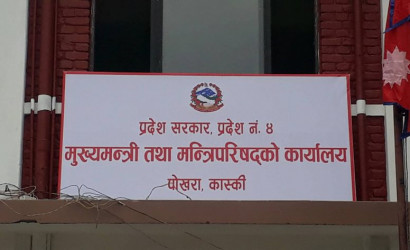 प्रदेश सरकार, प्रदेश नं. ४
मुख्यमन्त्री तथा मन्त्रिपरिषद्को कार्यालय
पोखरा, कास्की